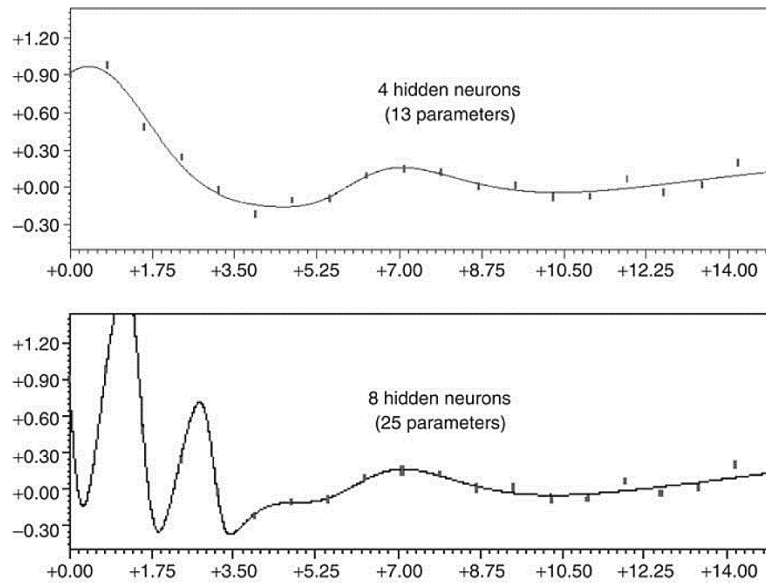 +1.20
+0.90
+0.60
+0.30
+0.00
−0.30
4 hidden neurons
(13 parameters)
+0.00 +1.75 +3.50 +5.25 +7.00 +8.75 +10.50 +12.25 +14.00
+1.20
+0.90
+0.60
+0.30
+0.00
−0.30
8 hidden neurons
(25 parameters)
+0.00 +1.75 +3.50 +5.25 +7.00 +8.75 +10.50 +12.25 +14.00